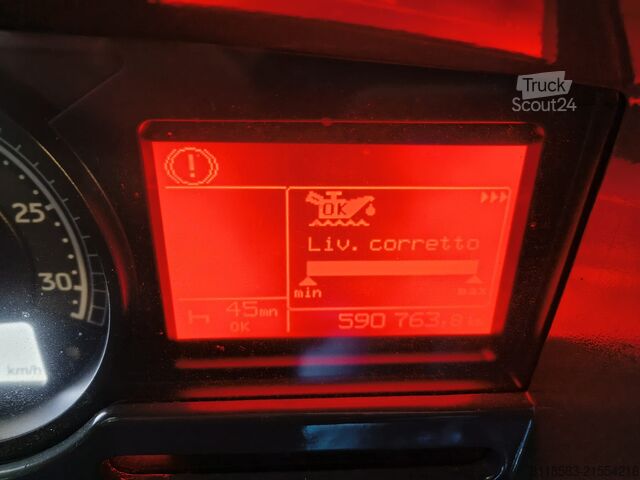 Truck
Scout24
OK
Liv. corretto
min
max
45mn
OK
590 763.8
25
30
km/h